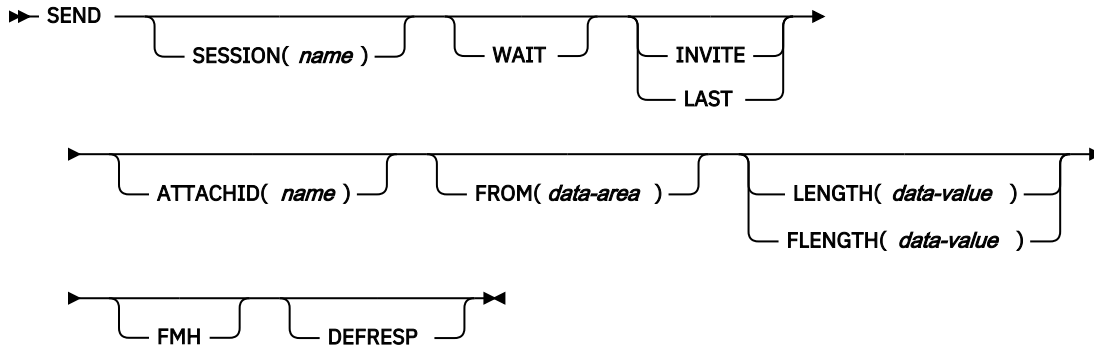 SEND
SESSION( name ) WAIT INVITE
LAST
ATTACHID( name ) FROM( data-area ) LENGTH( data-value )
FLENGTH( data-value )
FMH DEFRESP